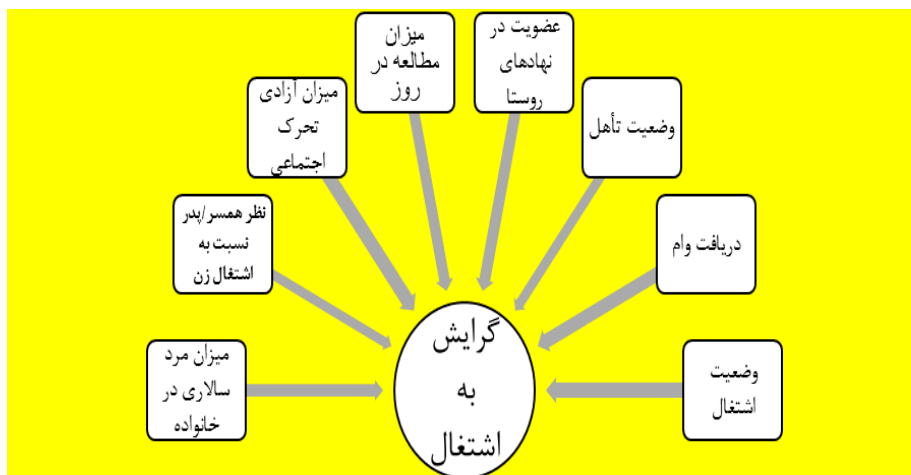 عضویت در
نهادهای
روستا
میزان
مطالعه در
روز
میزان آزادی
تحرک
اجتماعی
وضعیت تأهل
نظر همسر/پدر
نسبت به
اشتغال زن
دریافت وام
میزان مرد
سالاری در
خانواده
وضعیت
اشتغال
گرایش
به
اشتغال